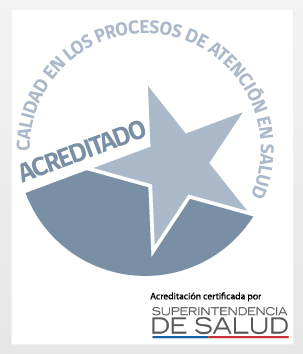 CALIDAD EN LOS PROCESOS DE ATENCIÓN EN SALUD
ACREDITADO
Acreditación certificada por
SUPERINTENDENCIA
DE SALUD